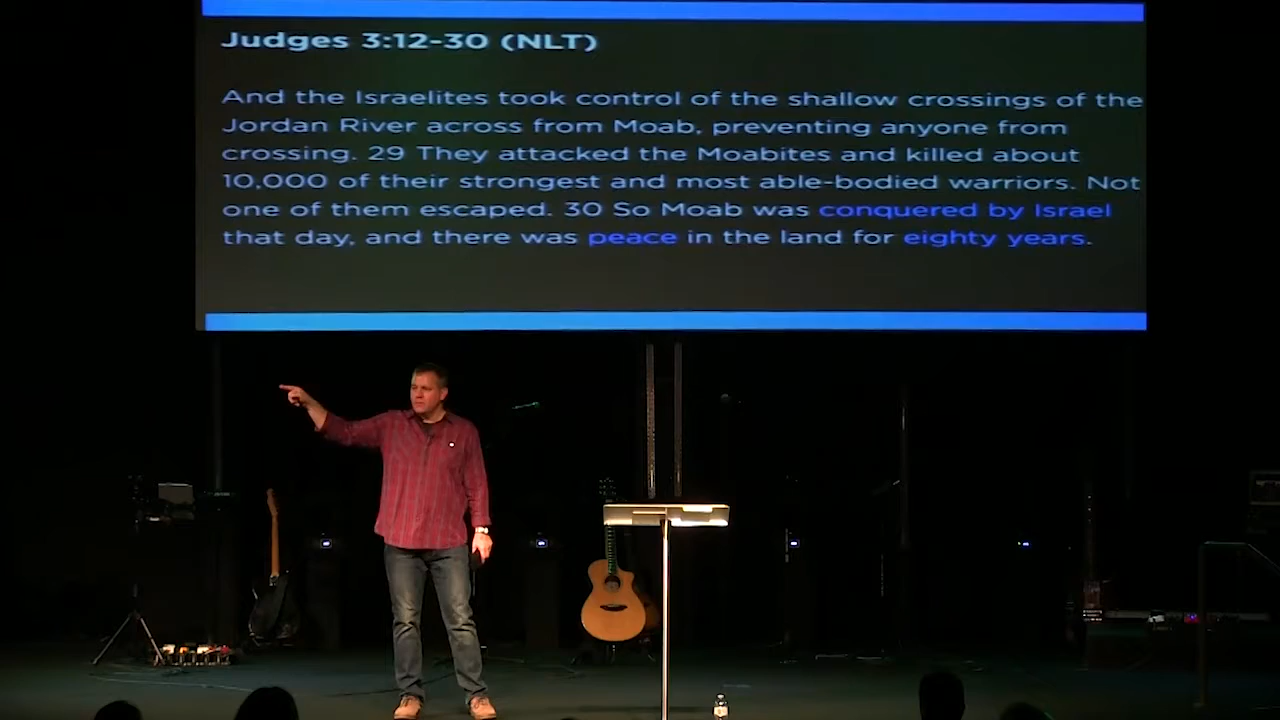 Judges 3:12-30 (NLT)
And the Israelites took control of the shallow crossings of the
Jordan River across from Moab, preventing anyone from
crossing. 29 They attacked the Moabites and killed about
10,000 of their strongest and most able-bodied warriors. Not
one of them escaped. 30 So Moab was conquered by Israel
that day, and there was peace in the land for eighty years.